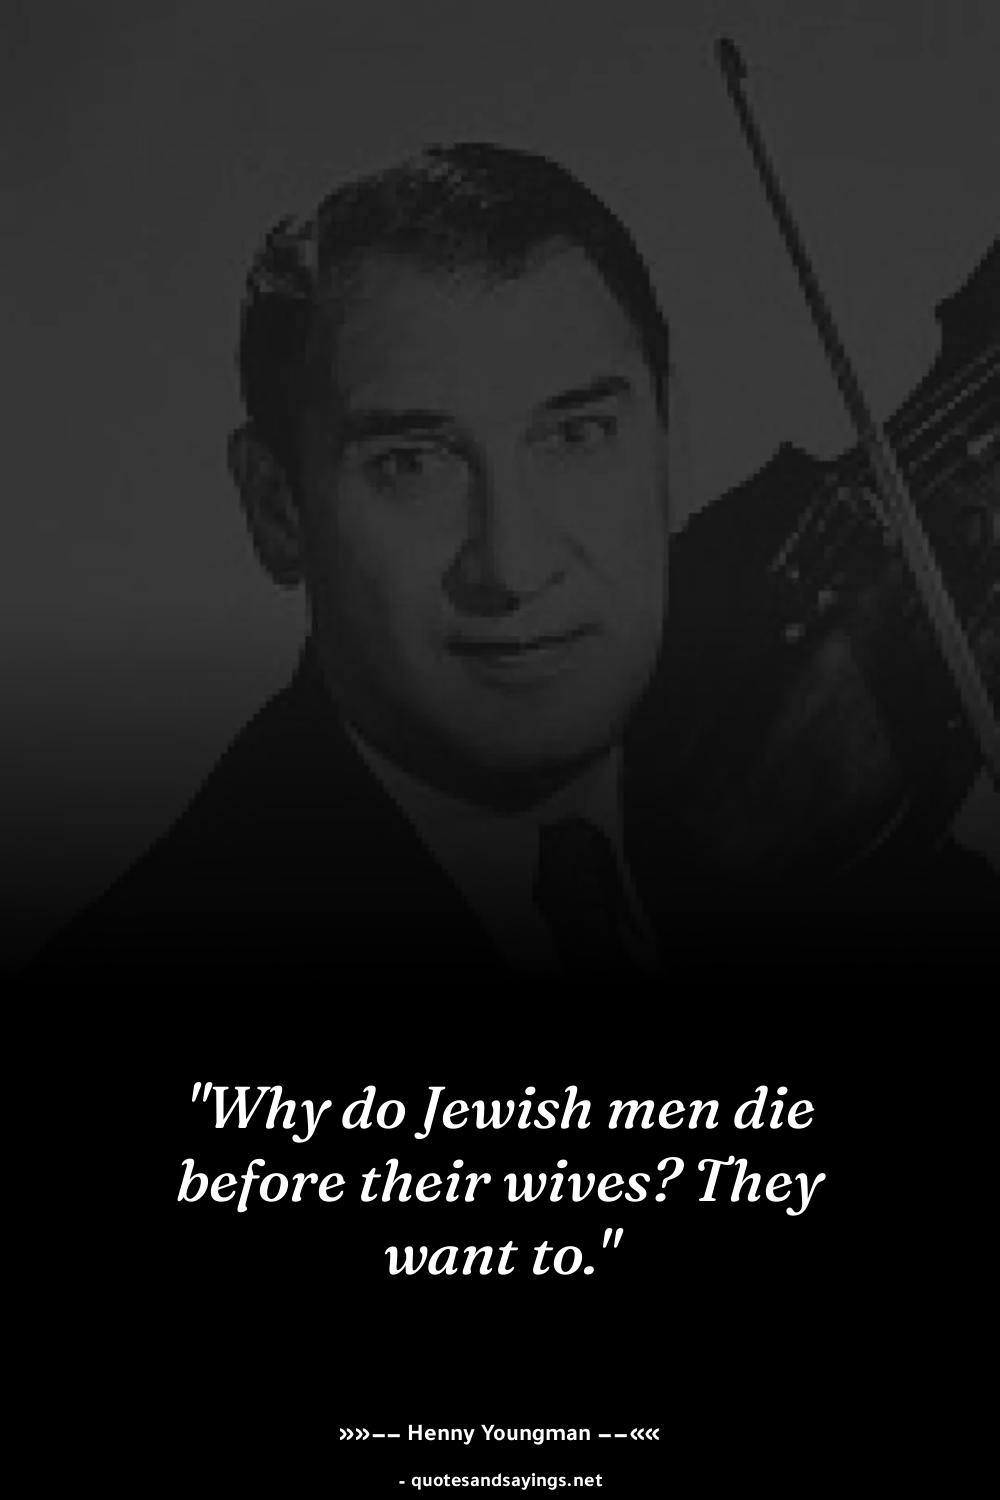 "Why do Jewish men die
before their wives? They
want to."
»»−− Henny Youngman −−««
- quotesandsayings.net